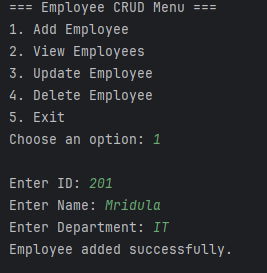 === Employee CRUD Menu ===
1. Add Employee
2. View Employees
3. Update Employee
4. Delete Employee
5. Exit
Choose an option: 1
Enter ID: 201
Enter Name: Mridula
Enter Department: IT
Employee added successfully.